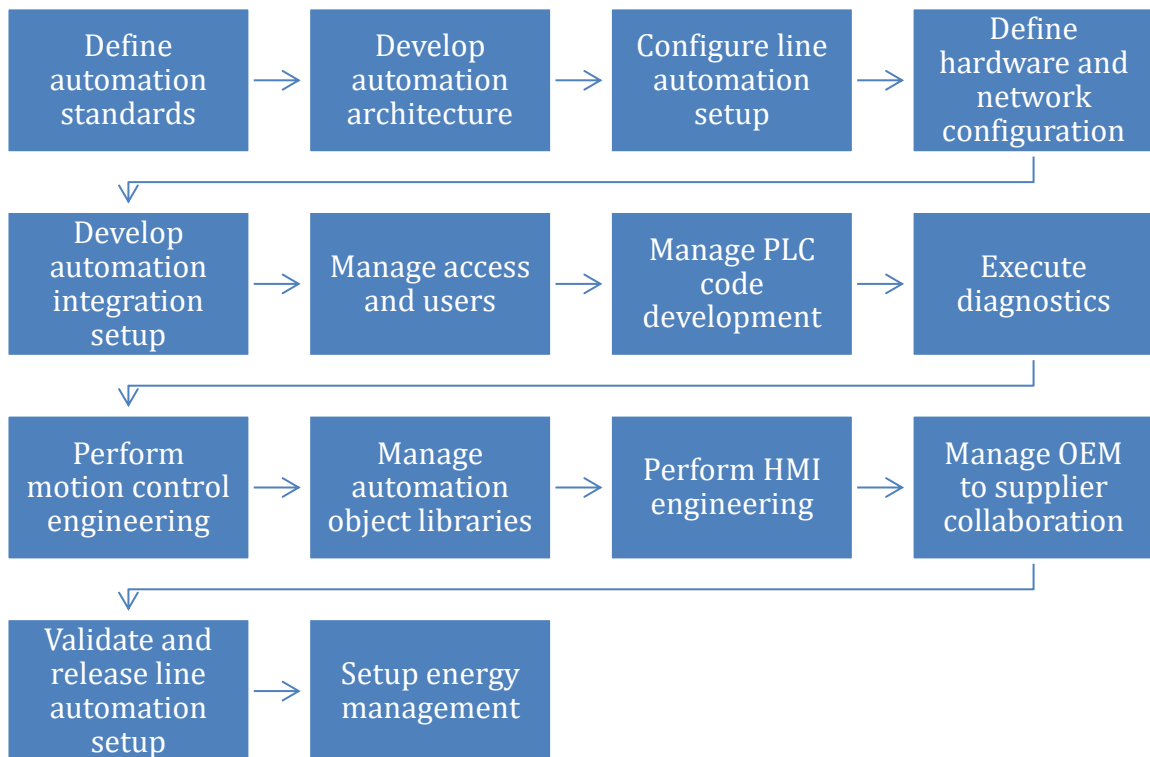 Define
automation
standards
Develop
automation
architecture
Configure line
automation
setup
Define
hardware and
network
configuration
Develop
automation
integration
setup
Manage access
and users
Manage PLC
code
development
Execute
diagnostics
Perform
motion control
engineering
Manage
automation
object libraries
Perform HMI
engineering
Manage OEM
to supplier
collaboration
Validate and
release line
automation
setup
Setup energy
management